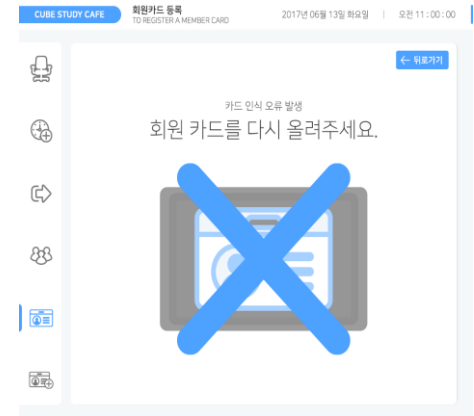 CUBE STUDY CAFE
회원카드 등록
TO REGISTER A MEMBER CARD
2017년 06월 13일 화요일 | 오전 11 : 00 : 00
← 뒤로가기
카드 인식 오류 발생
회원 카드를 다시 올려주세요.